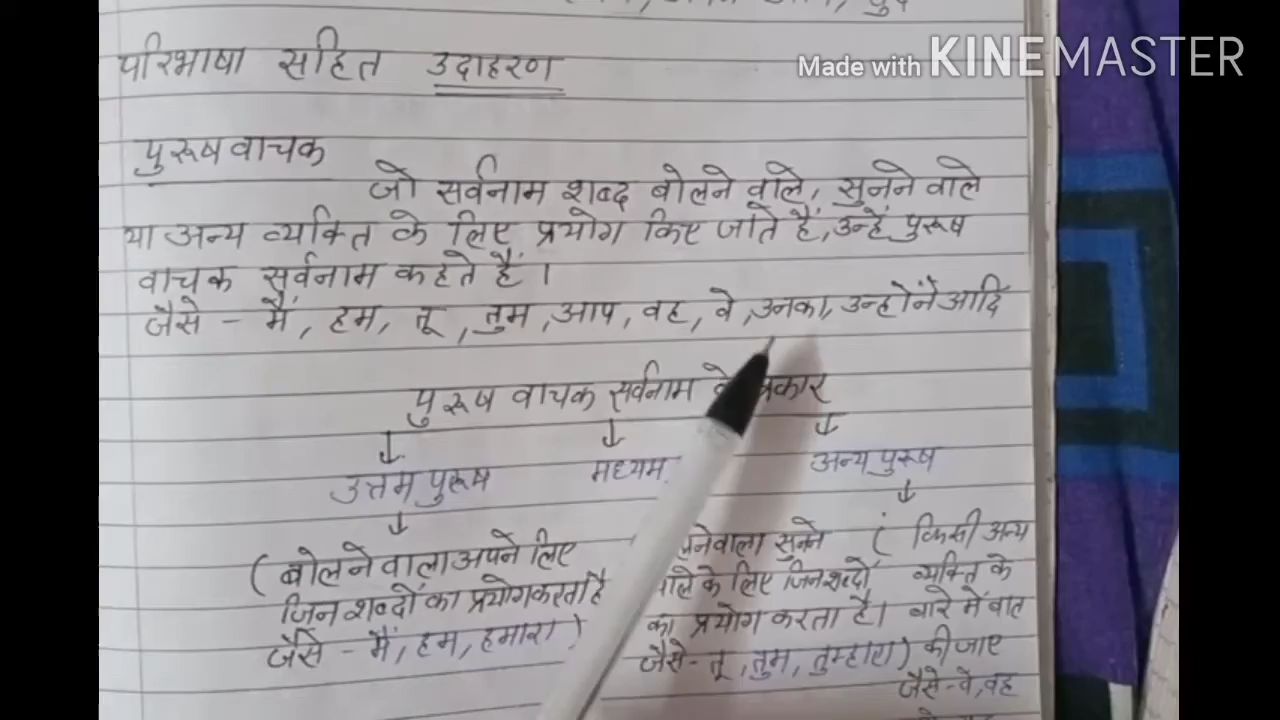 Made with KINEMASTER
परिभाषा सहित उदाहरण
पुरूषवाचक
जो सर्वनाम शब्द बोलने वाले, सुनने वाले
या अन्य व्यक्ति के लिए प्रयोग किए जाते हैं, उन्हें पुरूष
वाचक सर्वनाम कहते हैं ।
जैसे - मैं, हम, तू, तुम, आप, वह, वे, उनका, उन्होंने आदि
पुरूष वाचक सर्वनाम के प्रकार
↓ ↓ ↓
उत्तम पुरूष मध्यम अन्य पुरूष
↓ ↓
(बोलने वाला अपने लिए
जिन शब्दों का प्रयोग करता है
जैसे - मैं, हम, हमारा)
सुनने
वाले के लिए जिन शब्दों
का प्रयोग करता है।
जैसे - तू, तुम, तुम्हारा)
( किसी अन्य
व्यक्ति के
बारे में बात
की जाए
जैसे - वे, वह